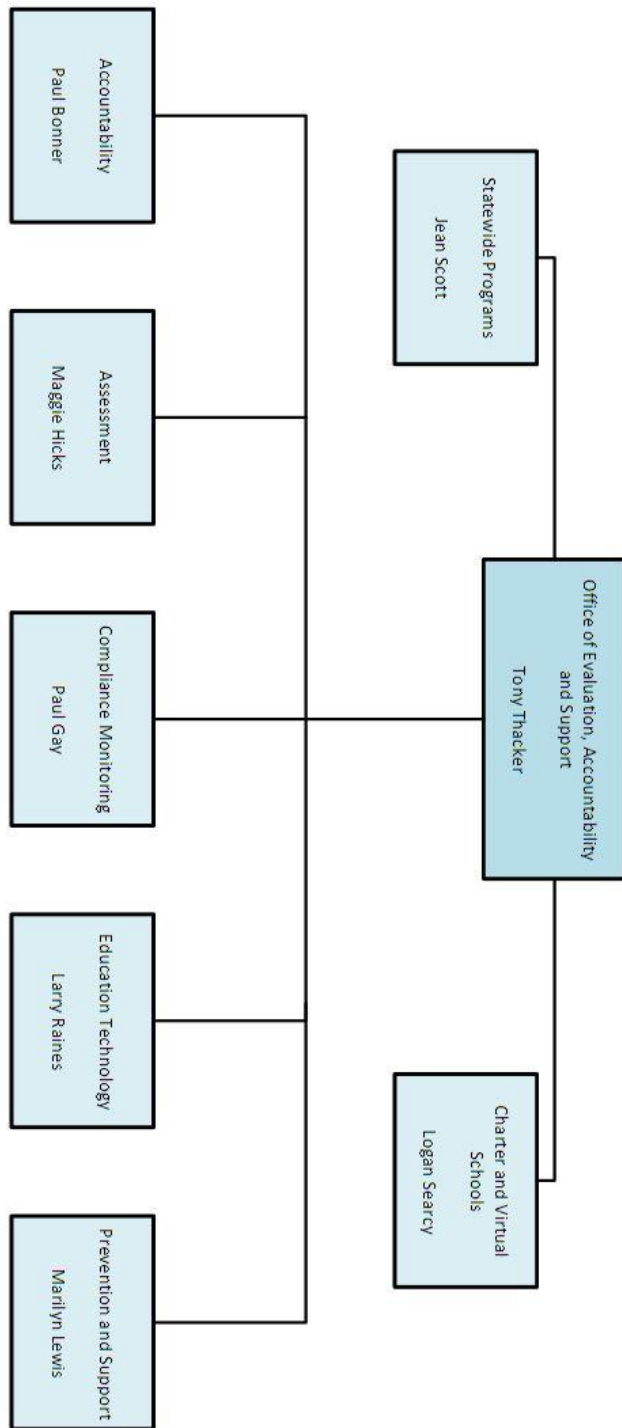 Office of Evaluation, Accountability
and Support
Tony Thacker
Statewide Programs
Jean Scott
Charter and Virtual
Schools
Logan Searcy
Accountability
Paul Bonner
Assessment
Maggie Hicks
Compliance Monitoring
Paul Gay
Education Technology
Larry Raines
Prevention and Support
Marilyn Lewis